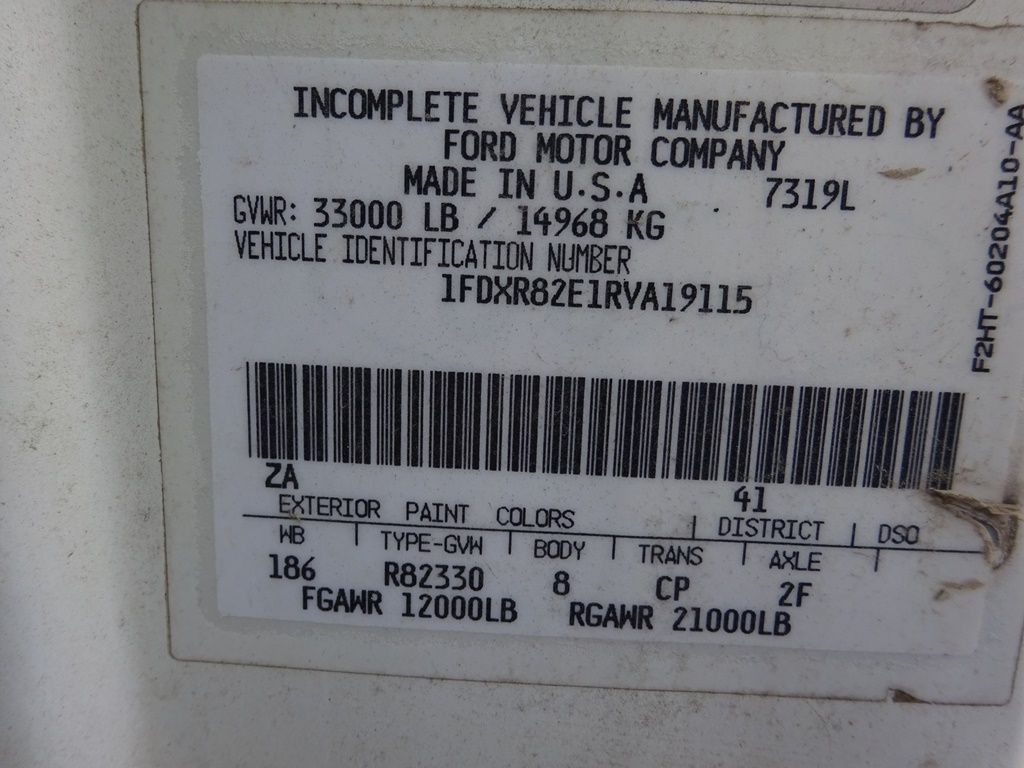 INCOMPLETE VEHICLE MANUFACTURED BY
FORD MOTOR COMPANY
MADE IN U.S.A 7319L
GVWR: 33000 LB / 14968 KG
VEHICLE IDENTIFICATION NUMBER
1FDXR82E1RVA19115
F2HT-60204A10-AA
ZA 41
EXTERIOR PAINT COLORS DISTRICT DSO
WB TYPE-GVW BODY TRANS AXLE
186 R82330 8 CP 2F
FGAWR 12000LB RGAWR 21000LB